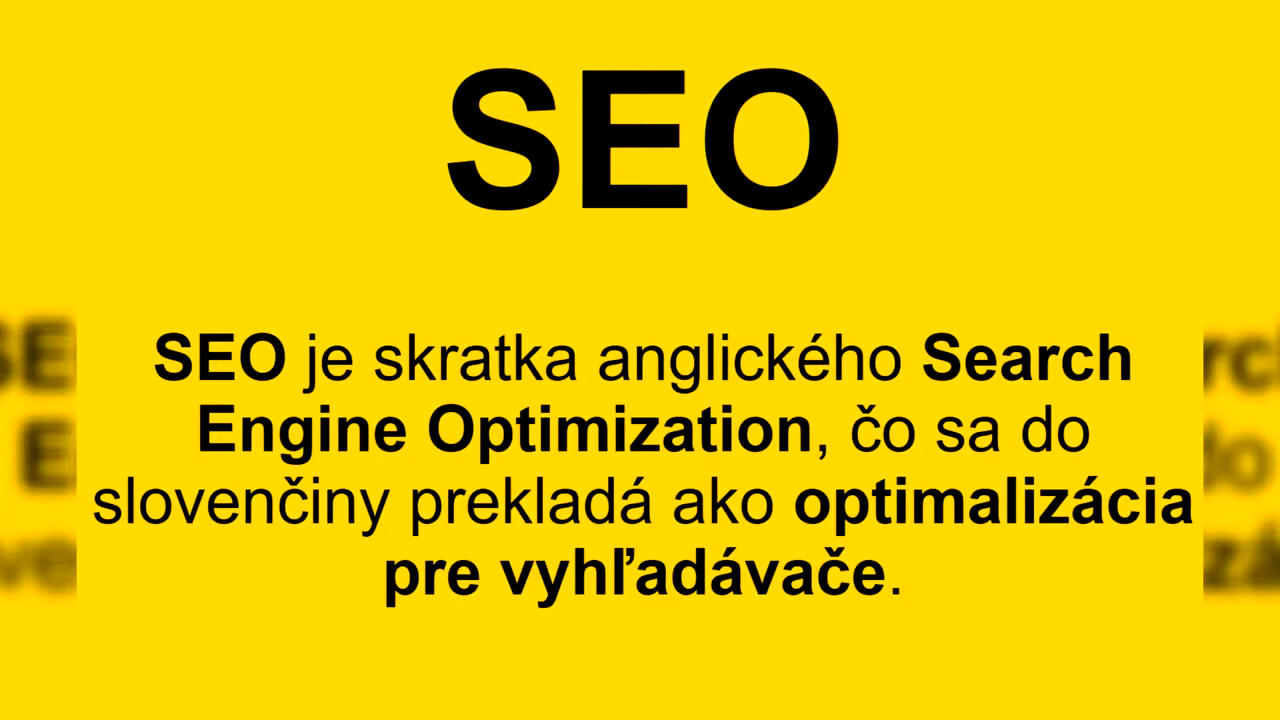 SEO
SEO je skratka anglického Search
Engine Optimization, čo sa do
slovenčiny prekladá ako optimalizácia
pre vyhľadávače.